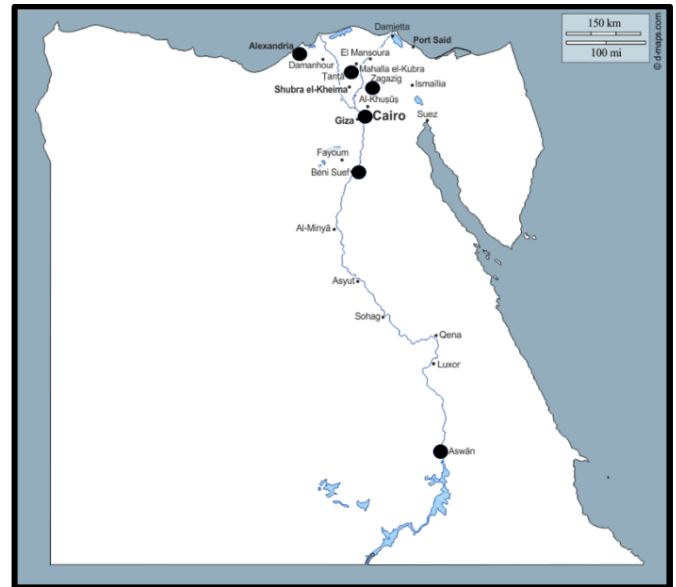 150 km
100 mi
© d-maps.com
Damietta
Port Said
Alexandria
El Mansoura
Damanhour
Mahalla el-Kubra
Ṭanṭā
Zagazig
Ismaïlia
Shubra el-Kheima
Al-Khuṣūṣ
Giza
Cairo
Suez
Fayoum
Beni Suef
Al-Minyā
Asyut
Sohag
Qena
Luxor
Aswān